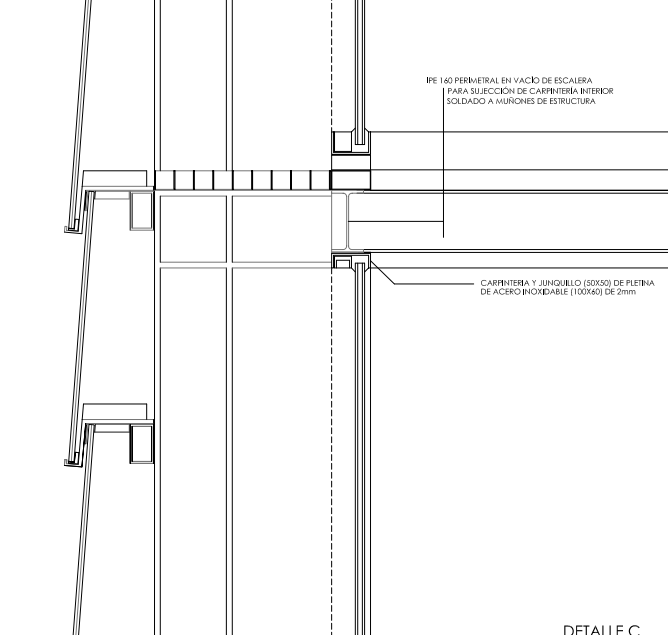 IPE 160 PERIMETRAL EN VACÍO DE ESCALERA
PARA SUJECCIÓN DE CARPINTERÍA INTERIOR
SOLDADO A MUÑONES DE ESTRUCTURA
CARPINTERIA Y JUNQUILLO (50X50) DE PLETINA
DE ACERO INOXIDABLE (100X60) DE 2mm
DETALLE C